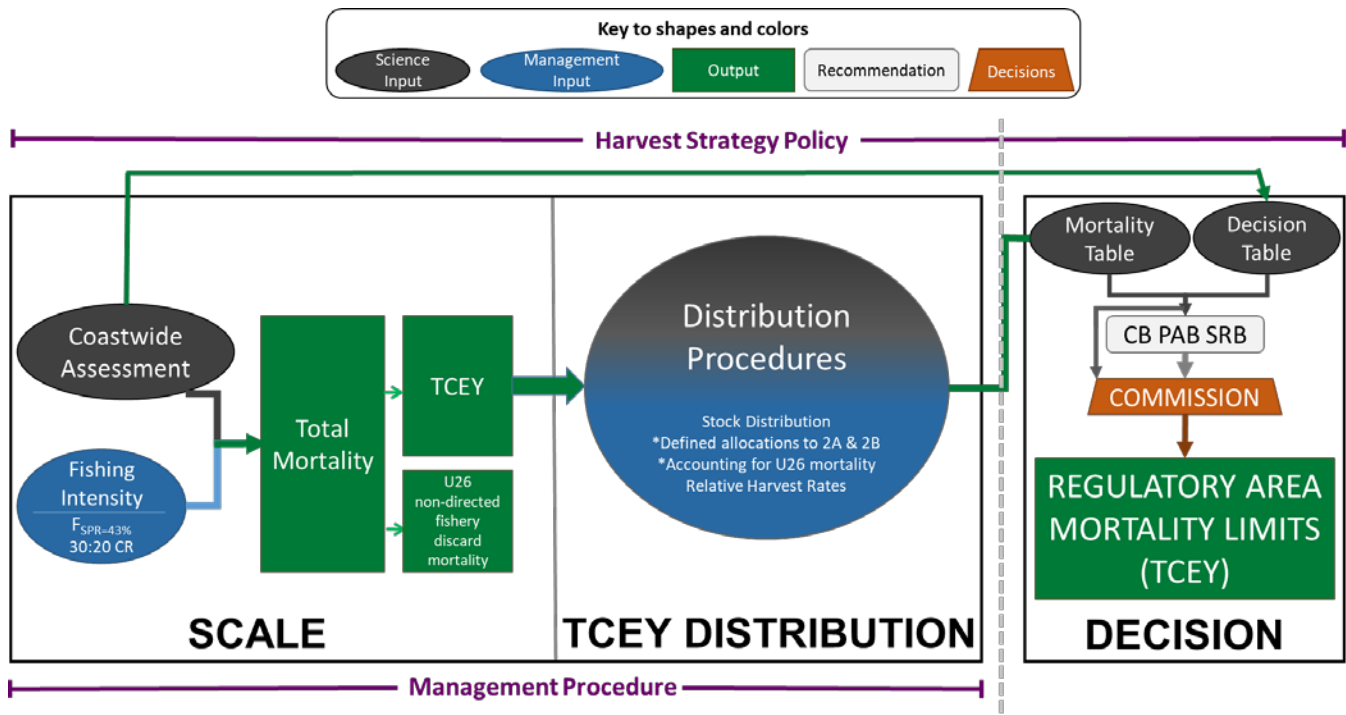 Key to shapes and colors
Science
Input
Management
Input
Output
Recommendation
Decisions
Harvest Strategy Policy
Coastwide
Assessment
Fishing
Intensity
FSPR=43%
30:20 CR
Total
Mortality
TCEY
U26
non-directed
fishery
discard
mortality
SCALE
Distribution
Procedures
Stock Distribution
*Defined allocations to 2A & 2B
*Accounting for U26 mortality
Relative Harvest Rates
TCEY DISTRIBUTION
Mortality
Table
Decision
Table
CB PAB SRB
COMMISSION
REGULATORY AREA
MORTALITY LIMITS
(TCEY)
DECISION
Management Procedure